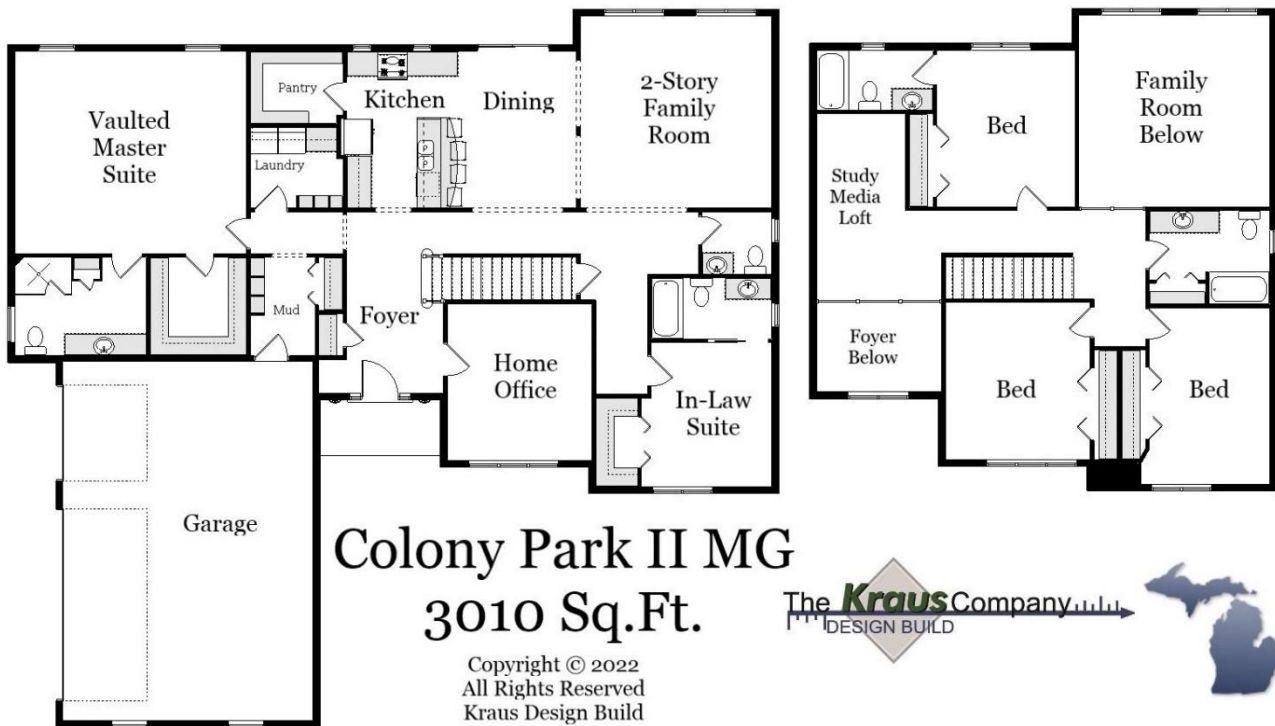 Vaulted
Master
Suite
Pantry
Laundry
Kitchen
Dining
2-Story
Family
Room
Mud
Foyer
Home
Office
In-Law
Suite
Garage
Bed
Family
Room
Below
Study
Media
Loft
Foyer
Below
Bed
Bed
Colony Park II MG
3010 Sq.Ft.
Copyright © 2022
All Rights Reserved
Kraus Design Build
The Kraus Company
DESIGN BUILD